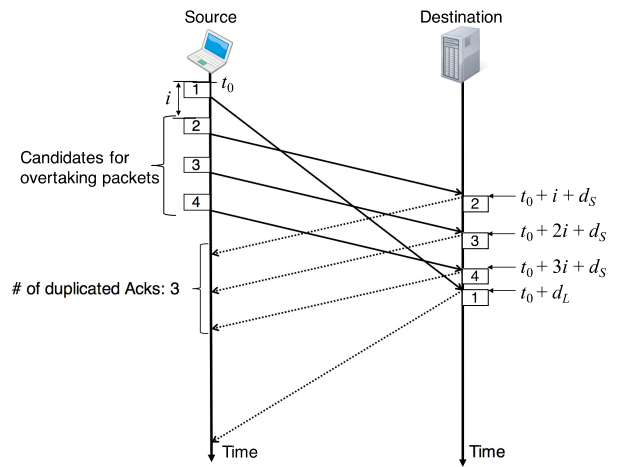 Source
Destination
1
t₀
i
2
Candidates for
overtaking packets
3
4
2
t₀ + i + dₛ
3
t₀ + 2i + dₛ
4
t₀ + 3i + dₛ
# of duplicated Acks: 3
1
t₀ + d_L
Time
Time